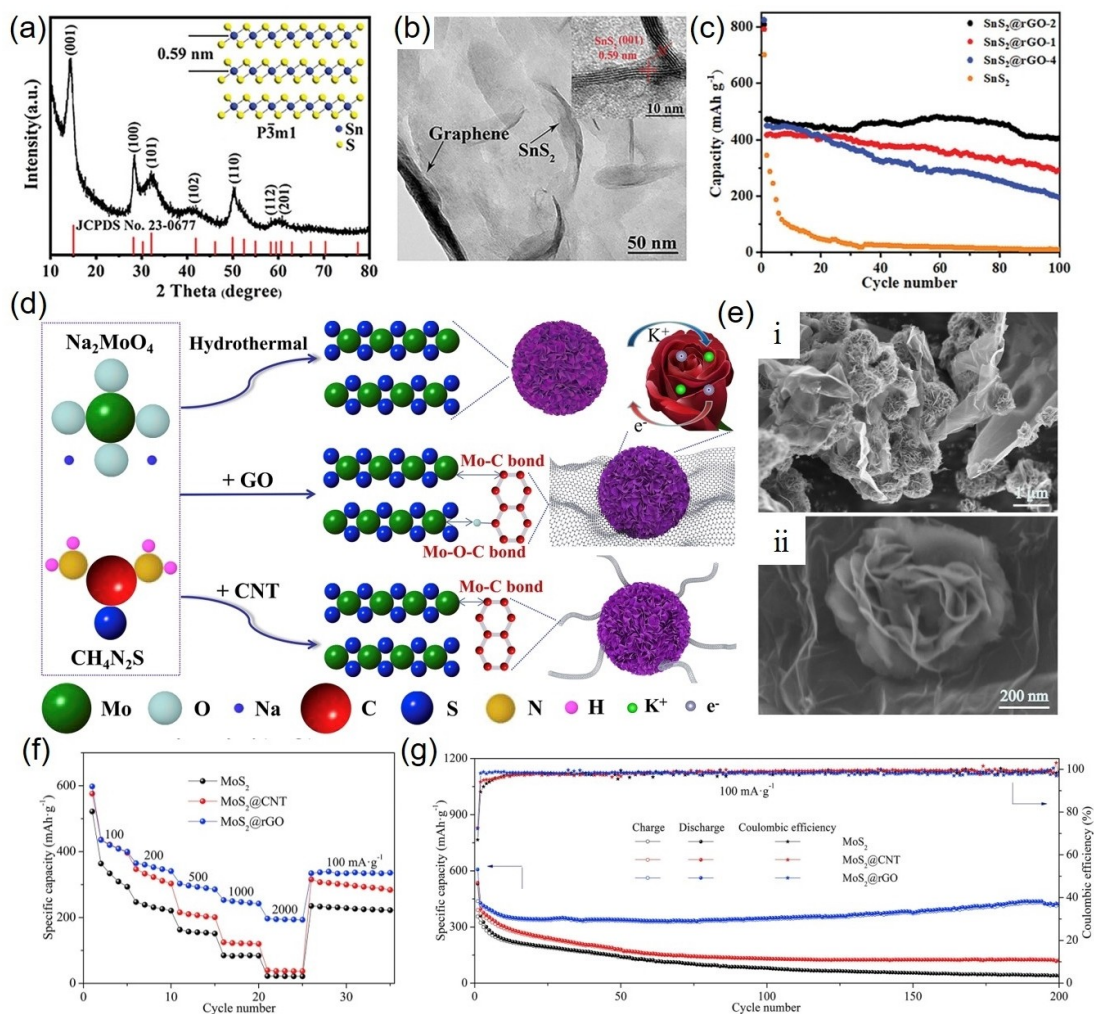 (a)
(001)
0.59 nm
P3̄m1
Sn
S
(100)
(101)
(102)
(110)
(112)
(201)
JCPDS No. 23-0677
Intensity(a.u.)
10 20 30 40 50 60 70 80
2 Theta (degree)
(b)
SnS2 (001)
0.59 nm
10 nm
Graphene
SnS2
50 nm
(c)
SnS2@rGO-2
SnS2@rGO-1
SnS2@rGO-4
SnS2
Capacity (mAh g-1)
800
600
400
200
0
0 20 40 60 80 100
Cycle number
(d)
Na2MoO4
Hydrothermal
K+
e-
+ GO
Mo-C bond
Mo-O-C bond
+ CNT
Mo-C bond
CH4N2S
Mo O Na C S N H K+ e-
(e)
i
1 μm
ii
200 nm
(f)
MoS2
MoS2@CNT
MoS2@rGO
100
200
500
1000
2000
100 mA·g-1
Specific capacity (mAh·g-1)
600
400
200
0
0 10 20 30
Cycle number
(g)
100 mA·g-1
Charge Discharge Coulombic efficiency
MoS2
MoS2@CNT
MoS2@rGO
Specific capacity (mAh·g-1)
1200
1050
900
750
600
450
300
150
0
0 50 100 150 200
Cycle number
100
80
60
40
20
0
Coulombic efficiency (%)